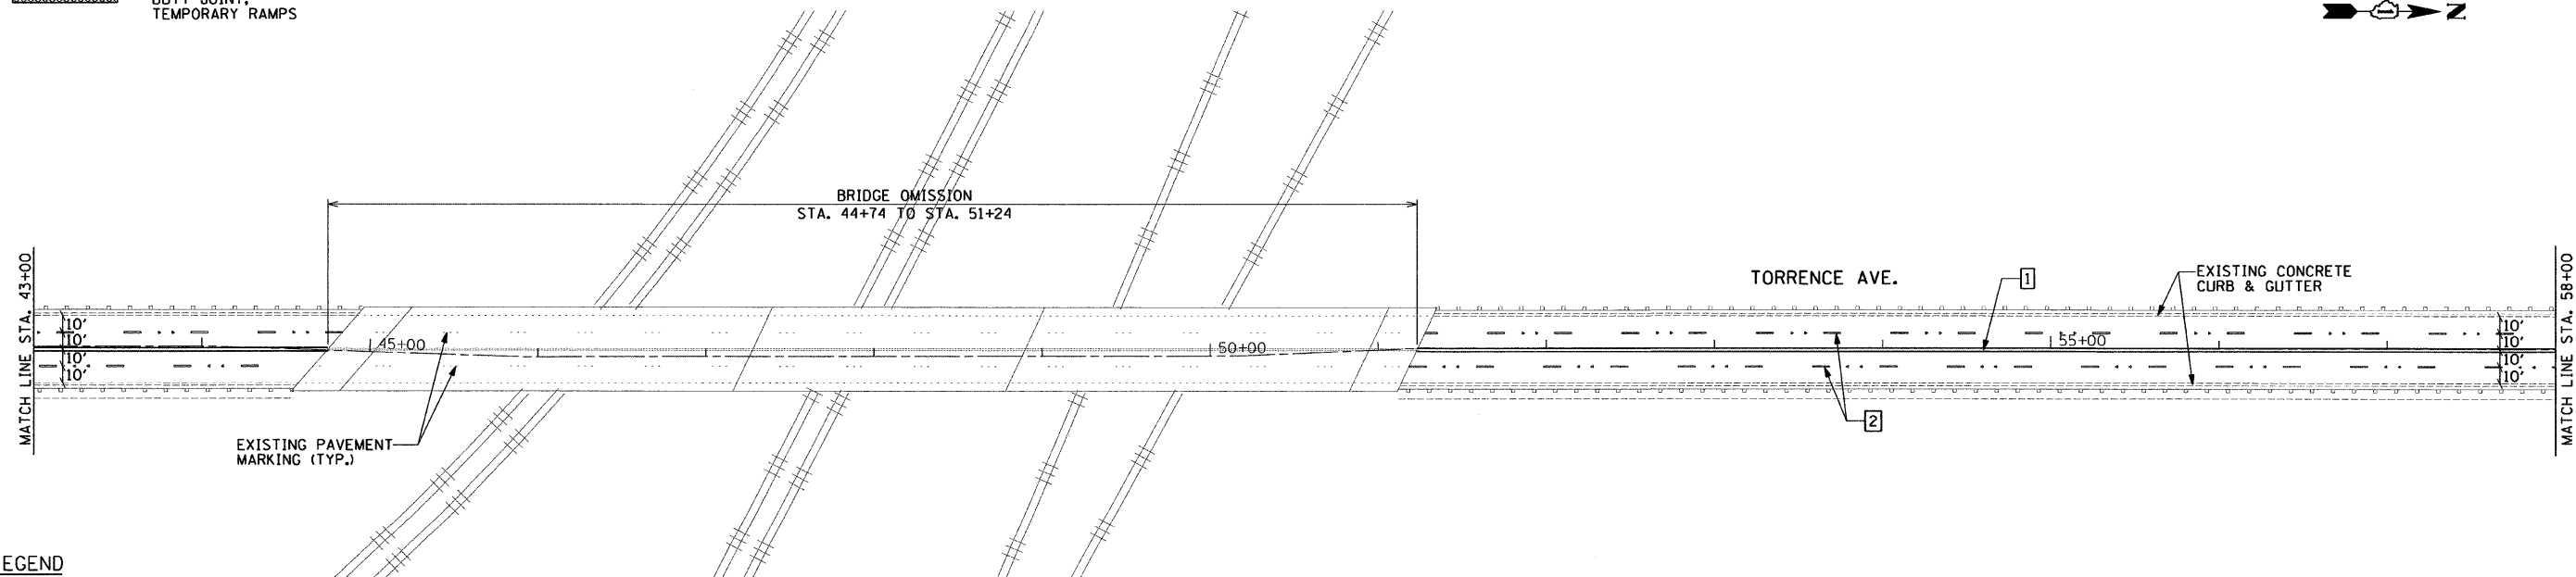 TEMPORARY RAMPS
N
BRIDGE OMISSION
STA. 44+74 TO STA. 51+24
MATCH LINE STA. 43+00
TORRENCE AVE.
1
EXISTING CONCRETE
CURB & GUTTER
MATCH LINE STA. 58+00
10'
10'
10'
10'
45+00
50+00
55+00
10'
10'
10'
10'
2
EXISTING PAVEMENT
MARKING (TYP.)
EGEND